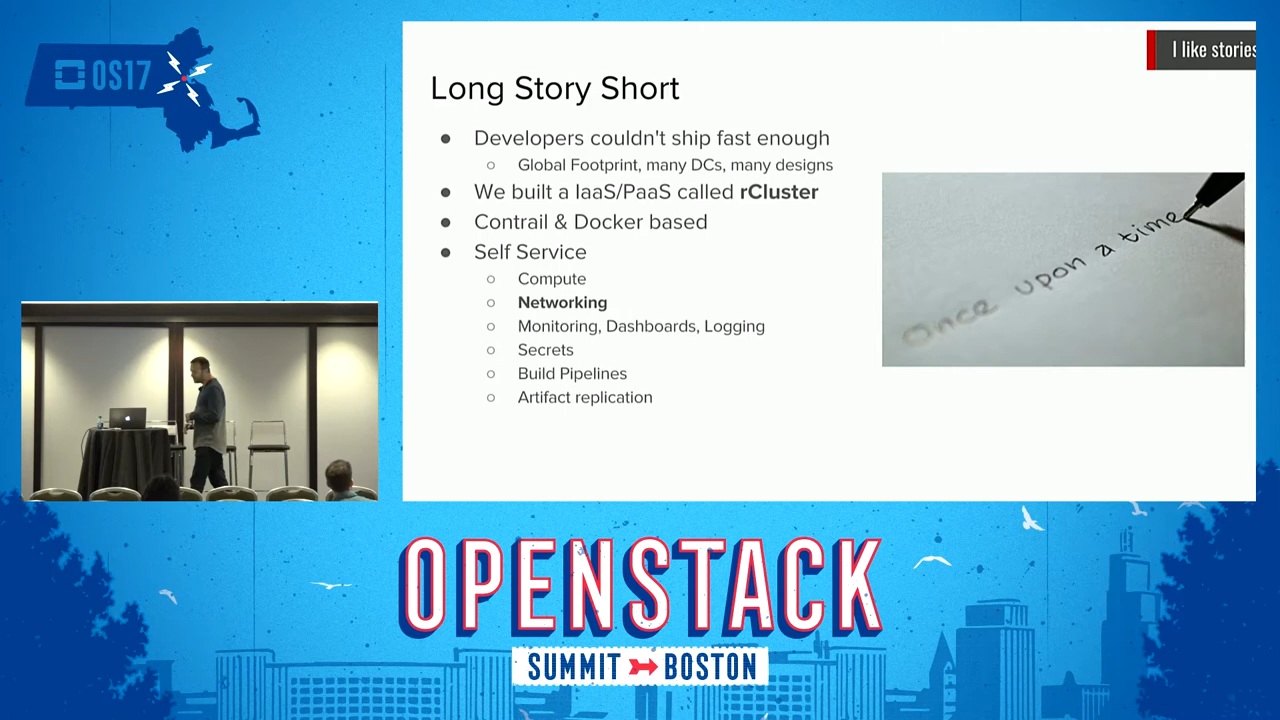 OS17
I like stories
Long Story Short
Developers couldn't ship fast enough
Global Footprint, many DCs, many designs
We built a IaaS/PaaS called rCluster
Contrail & Docker based
Self Service
Compute
Networking
Monitoring, Dashboards, Logging
Secrets
Build Pipelines
Artifact replication
Once upon a time
OPENSTACK
SUMMIT BOSTON